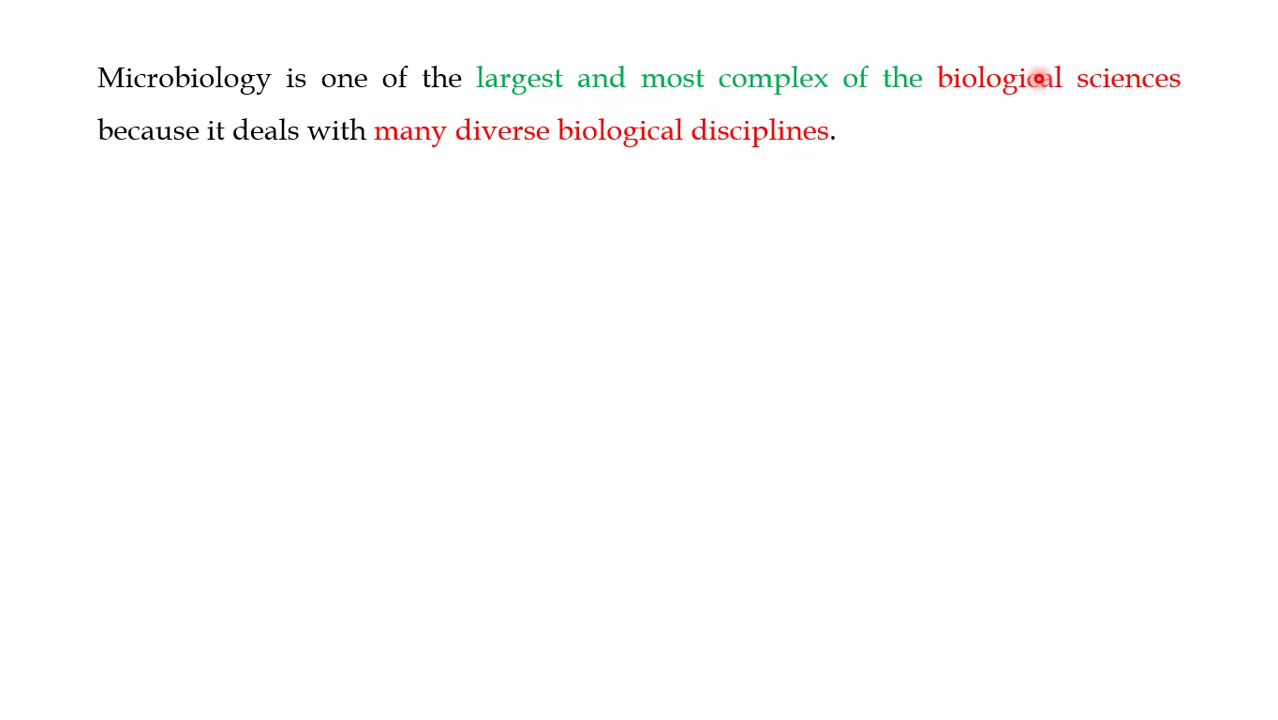 Microbiology is one of the largest and most complex of the biological sciences
because it deals with many diverse biological disciplines.